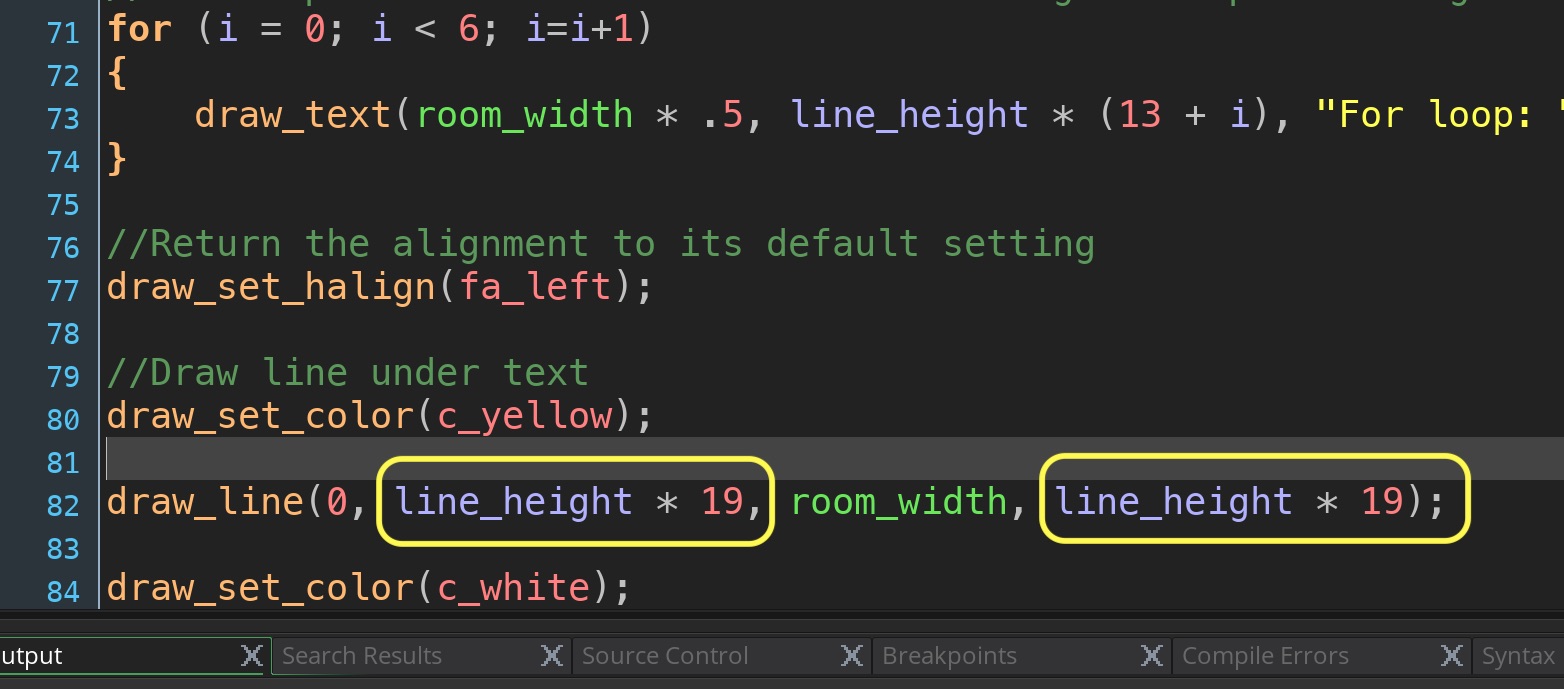 71 for (i = 0; i < 6; i=i+1)
72 {
73 draw_text(room_width * .5, line_height * (13 + i), "For loop: "
74 }
75
76 //Return the alignment to its default setting
77 draw_set_halign(fa_left);
78
79 //Draw line under text
80 draw_set_color(c_yellow);
81
82 draw_line(0, line_height * 19, room_width, line_height * 19);
83
84 draw_set_color(c_white);
utput Search Results Source Control Breakpoints Compile Errors Syntax